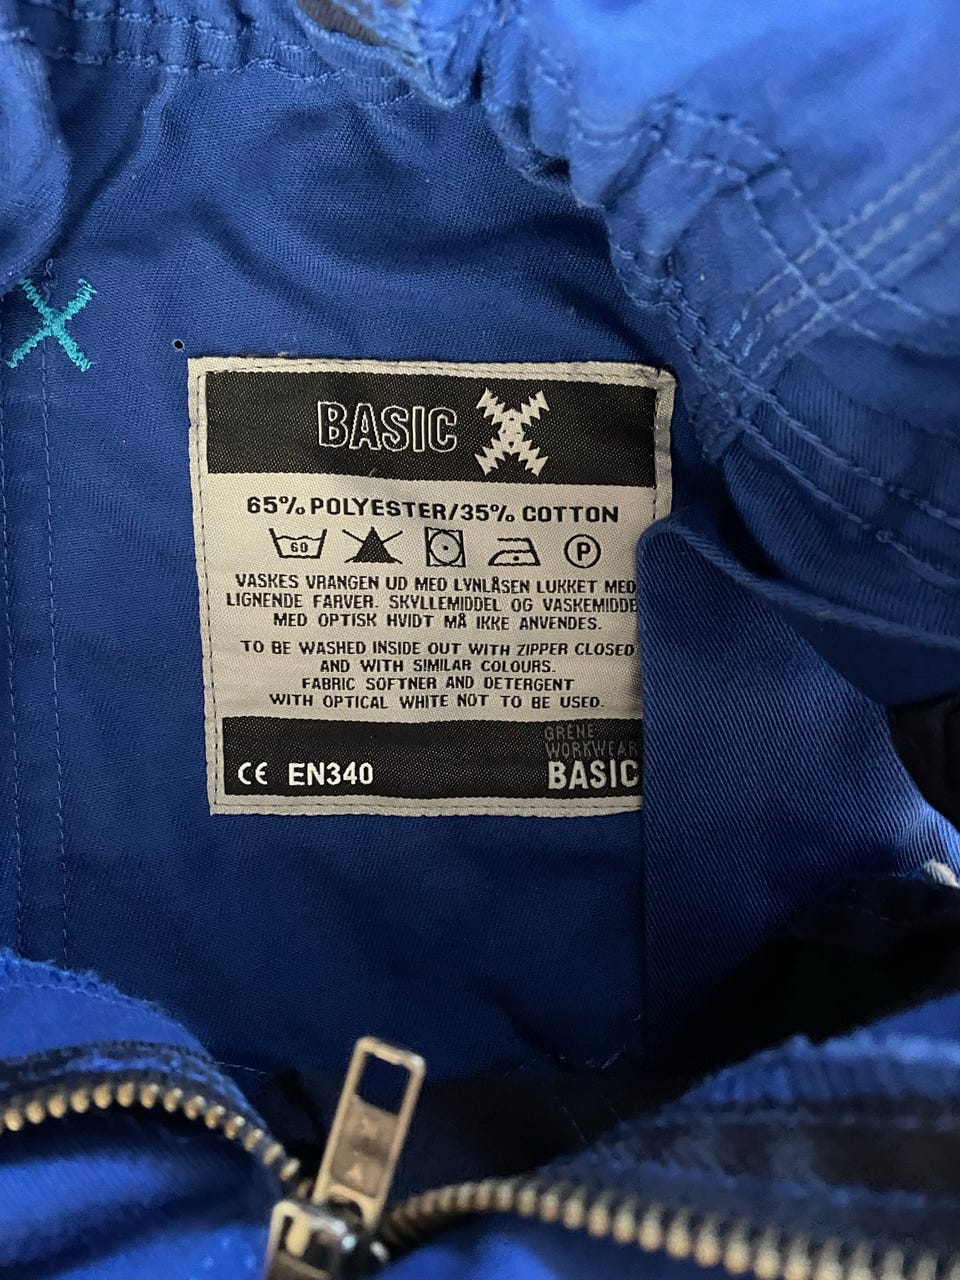 BASIC
65% POLYESTER/35% COTTON
60 P
VASKES VRANGEN UD MED LYNLÅSEN LUKKET MED
LIGNENDE FARVER. SKYLLEMIDDEL OG VASKEMIDDE
MED OPTISK HVIDT MÅ IKKE ANVENDES.
TO BE WASHED INSIDE OUT WITH ZIPPER CLOSED
AND WITH SIMILAR COLOURS.
FABRIC SOFTNER AND DETERGENT
WITH OPTICAL WHITE NOT TO BE USED.
GRENE
WORKWEAR
CE EN340 BASIC